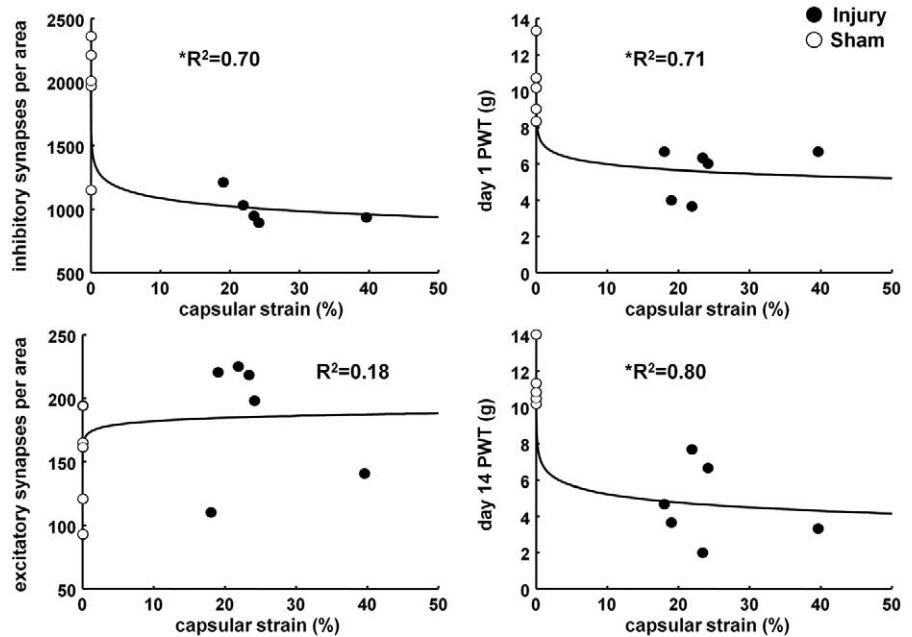 Injury
Sham
inhibitory synapses per area
2500
2000
1500
1000
500
*R²=0.70
0 10 20 30 40 50
capsular strain (%)
day 1 PWT (g)
14
12
10
8
6
4
2
0
*R²=0.71
0 10 20 30 40 50
capsular strain (%)
excitatory synapses per area
250
200
150
100
50
R²=0.18
0 10 20 30 40 50
capsular strain (%)
day 14 PWT (g)
14
12
10
8
6
4
2
0
*R²=0.80
0 10 20 30 40 50
capsular strain (%)